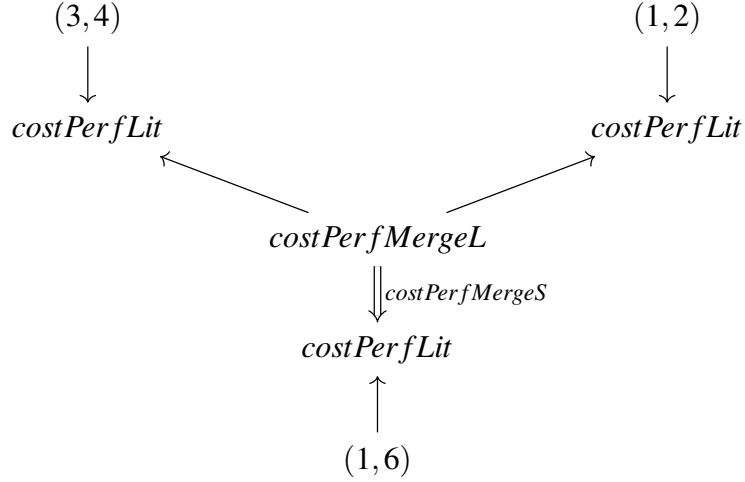 (3,4) (1,2)
costPerfLit costPerfLit
costPerfMergeL
costPerfMergeS
costPerfLit
(1,6)